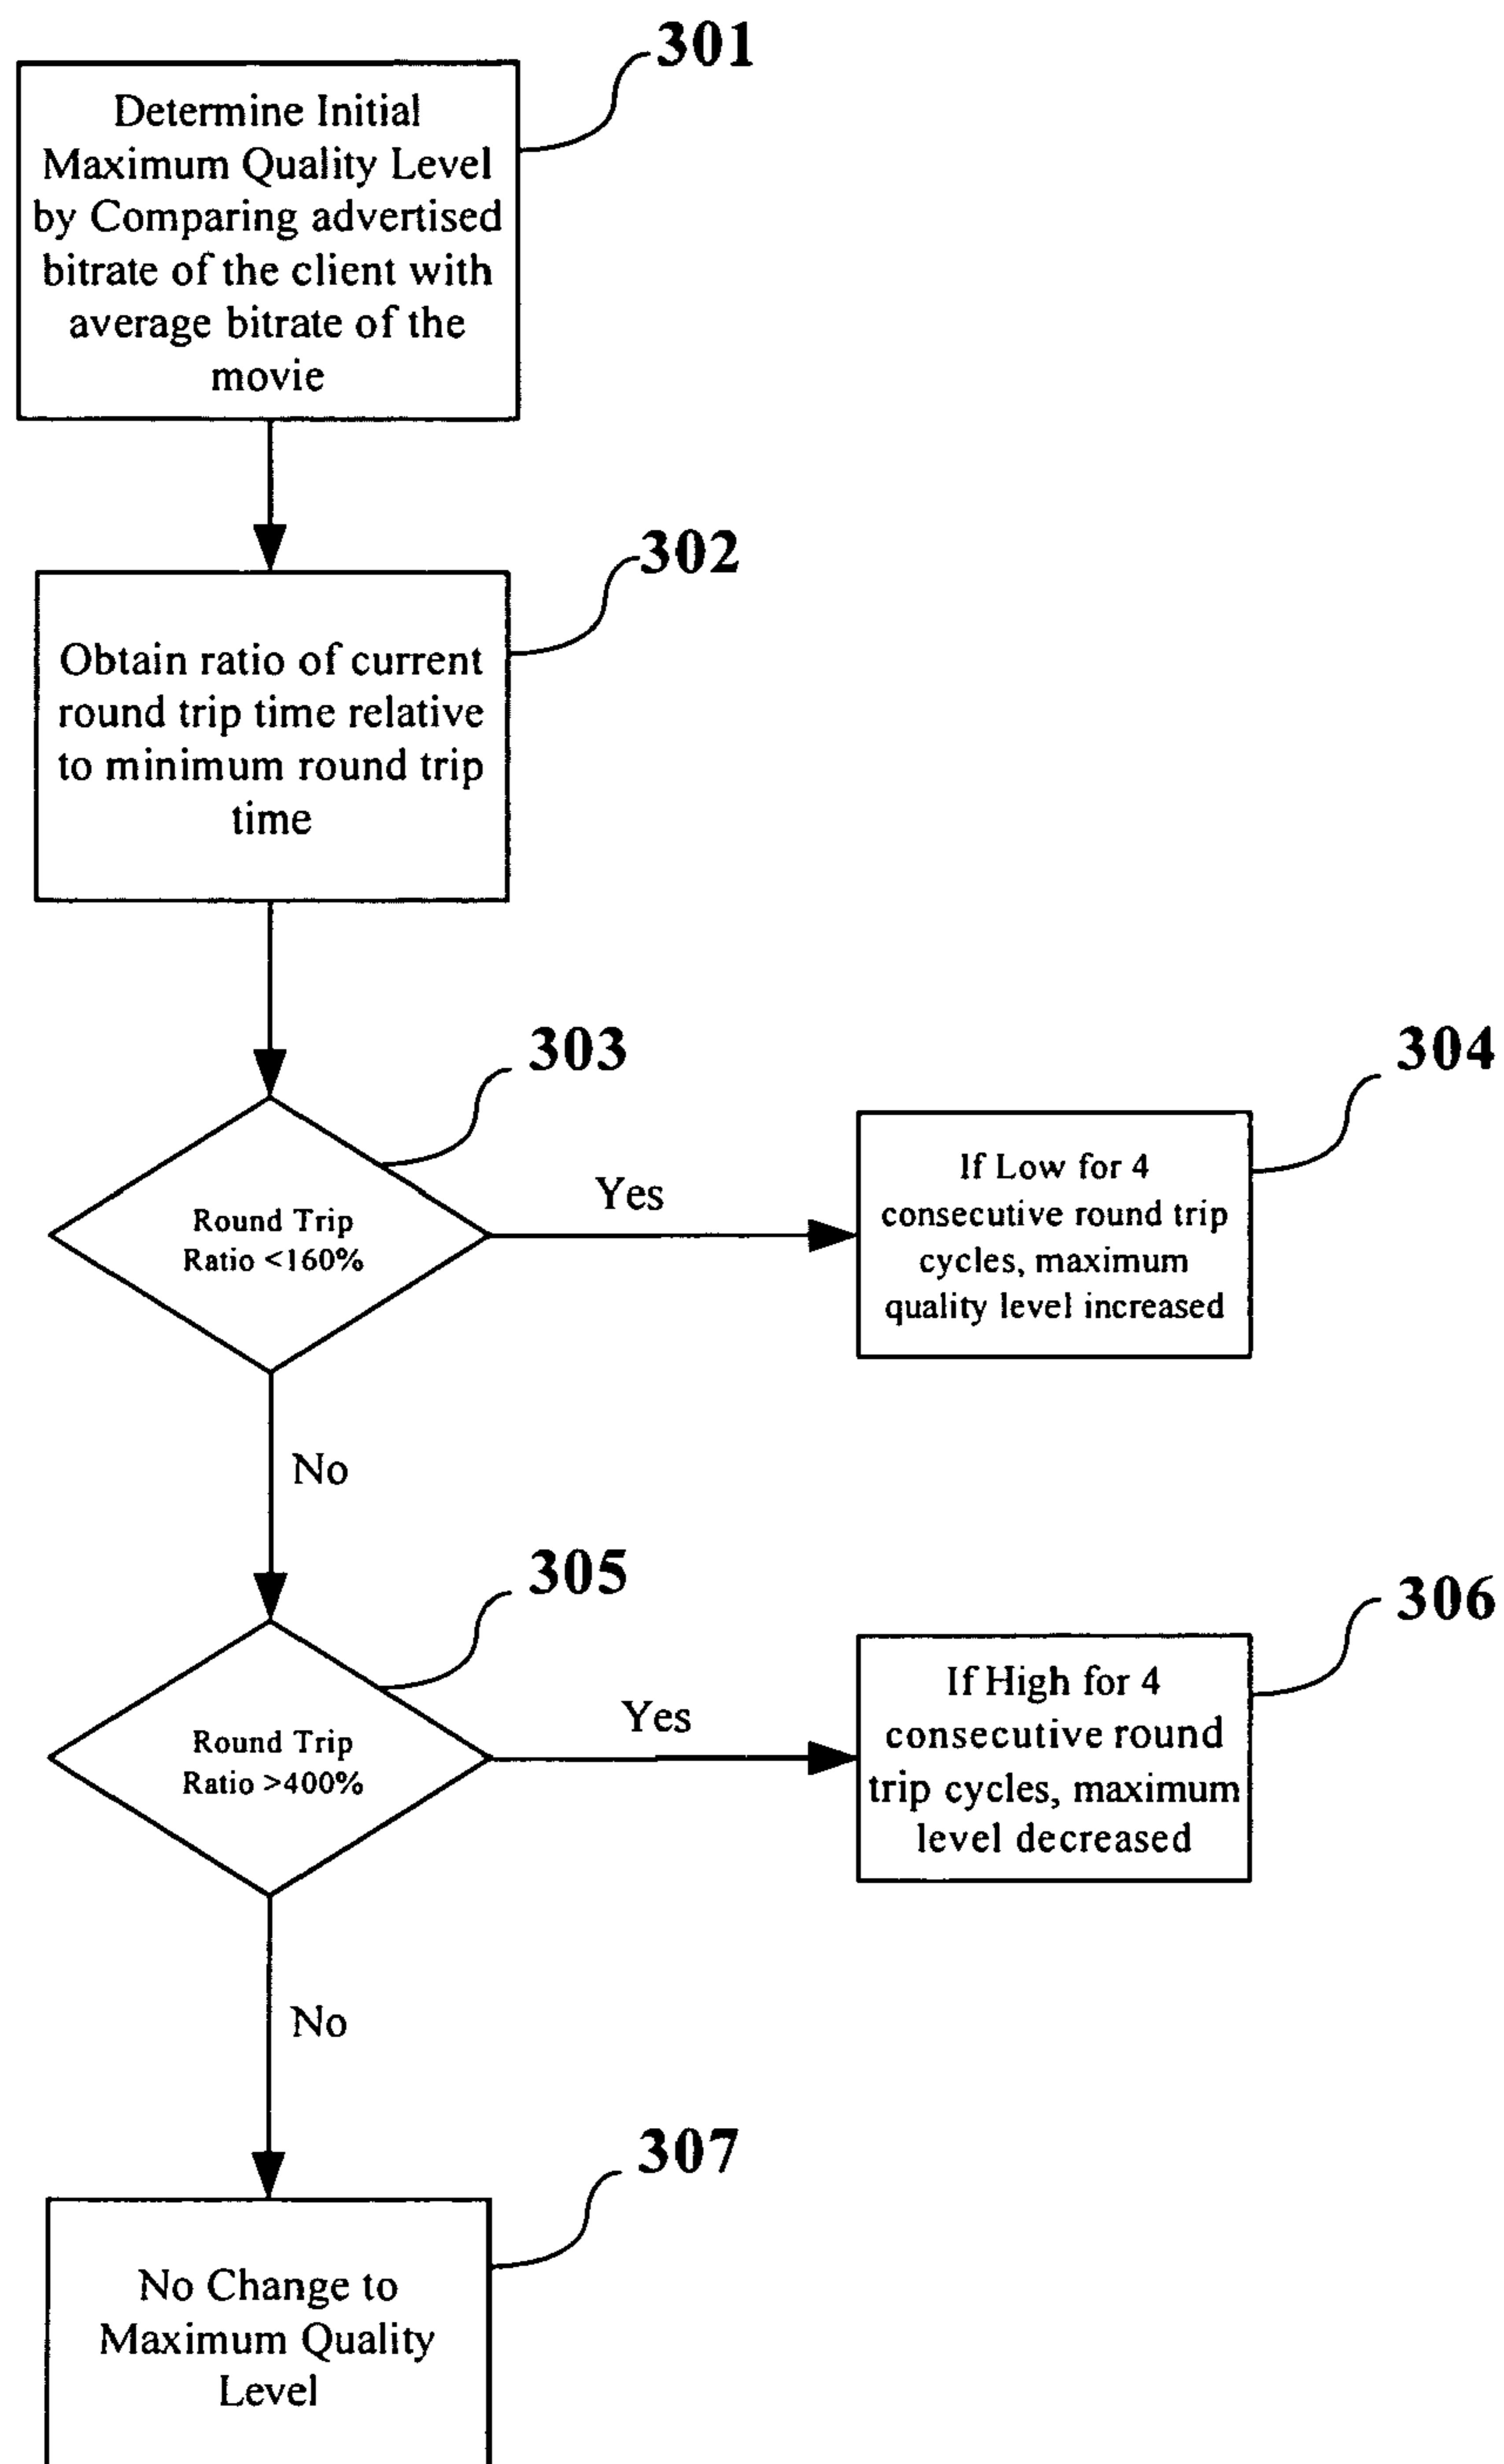 301
Determine Initial
Maximum Quality Level
by Comparing advertised
bitrate of the client with
average bitrate of the
movie
302
Obtain ratio of current
round trip time relative
to minimum round trip
time
303
Round Trip
Ratio <160%
Yes
304
If Low for 4
consecutive round trip
cycles, maximum
quality level increased
No
305
Round Trip
Ratio >400%
Yes
306
If High for 4
consecutive round
trip cycles, maximum
level decreased
No
307
No Change to
Maximum Quality
Level